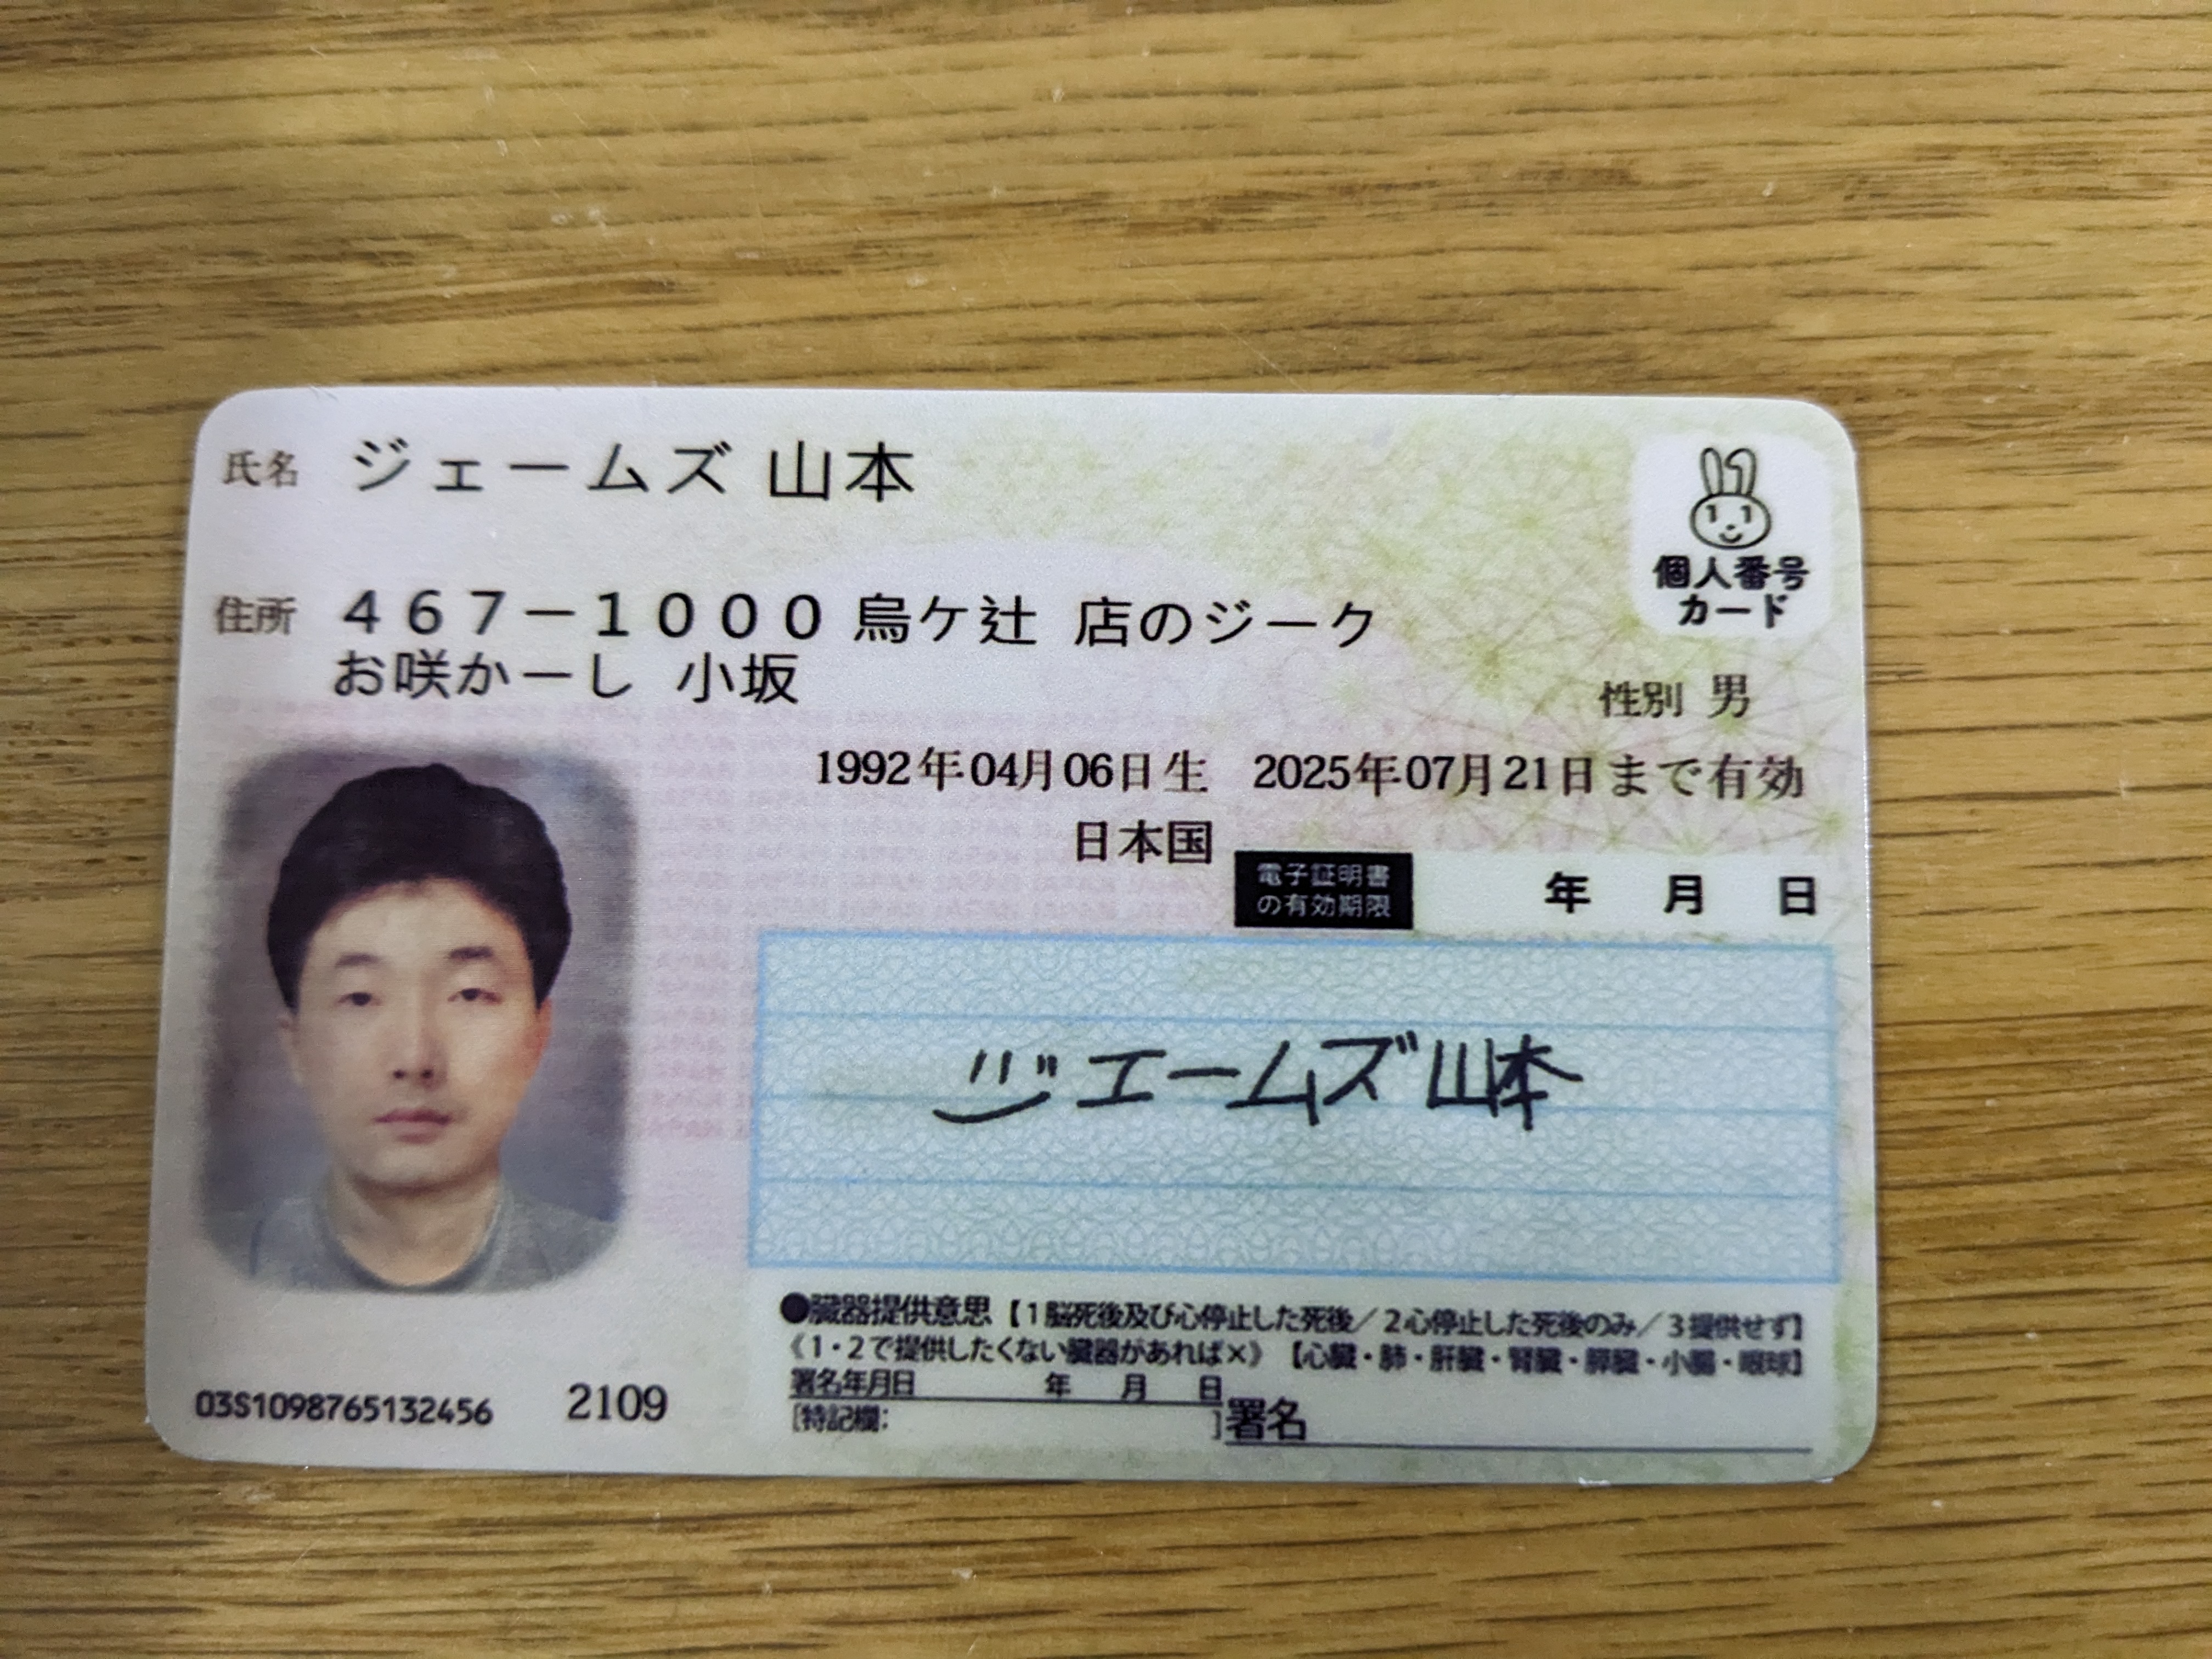 氏名 ジェームズ 山本
個人番号
カード
住所 467-1000 烏ケ辻 店のジーク
お咲かーし 小坂
性別 男
1992年04月06日生 2025年07月21日まで有効
日本国
電子証明書
の有効期限
年 月 日
ジェームズ山本
●臓器提供意思【1脳死後及び心停止した死後/2心停止した死後のみ/3提供せず】
《1・2で提供したくない臓器があれば×》【心臓・肺・肝臓・腎臓・膵臓・小腸・眼球】
署名年月日 年 月 日
[特記欄: ]署名
03S1098765132456 2109